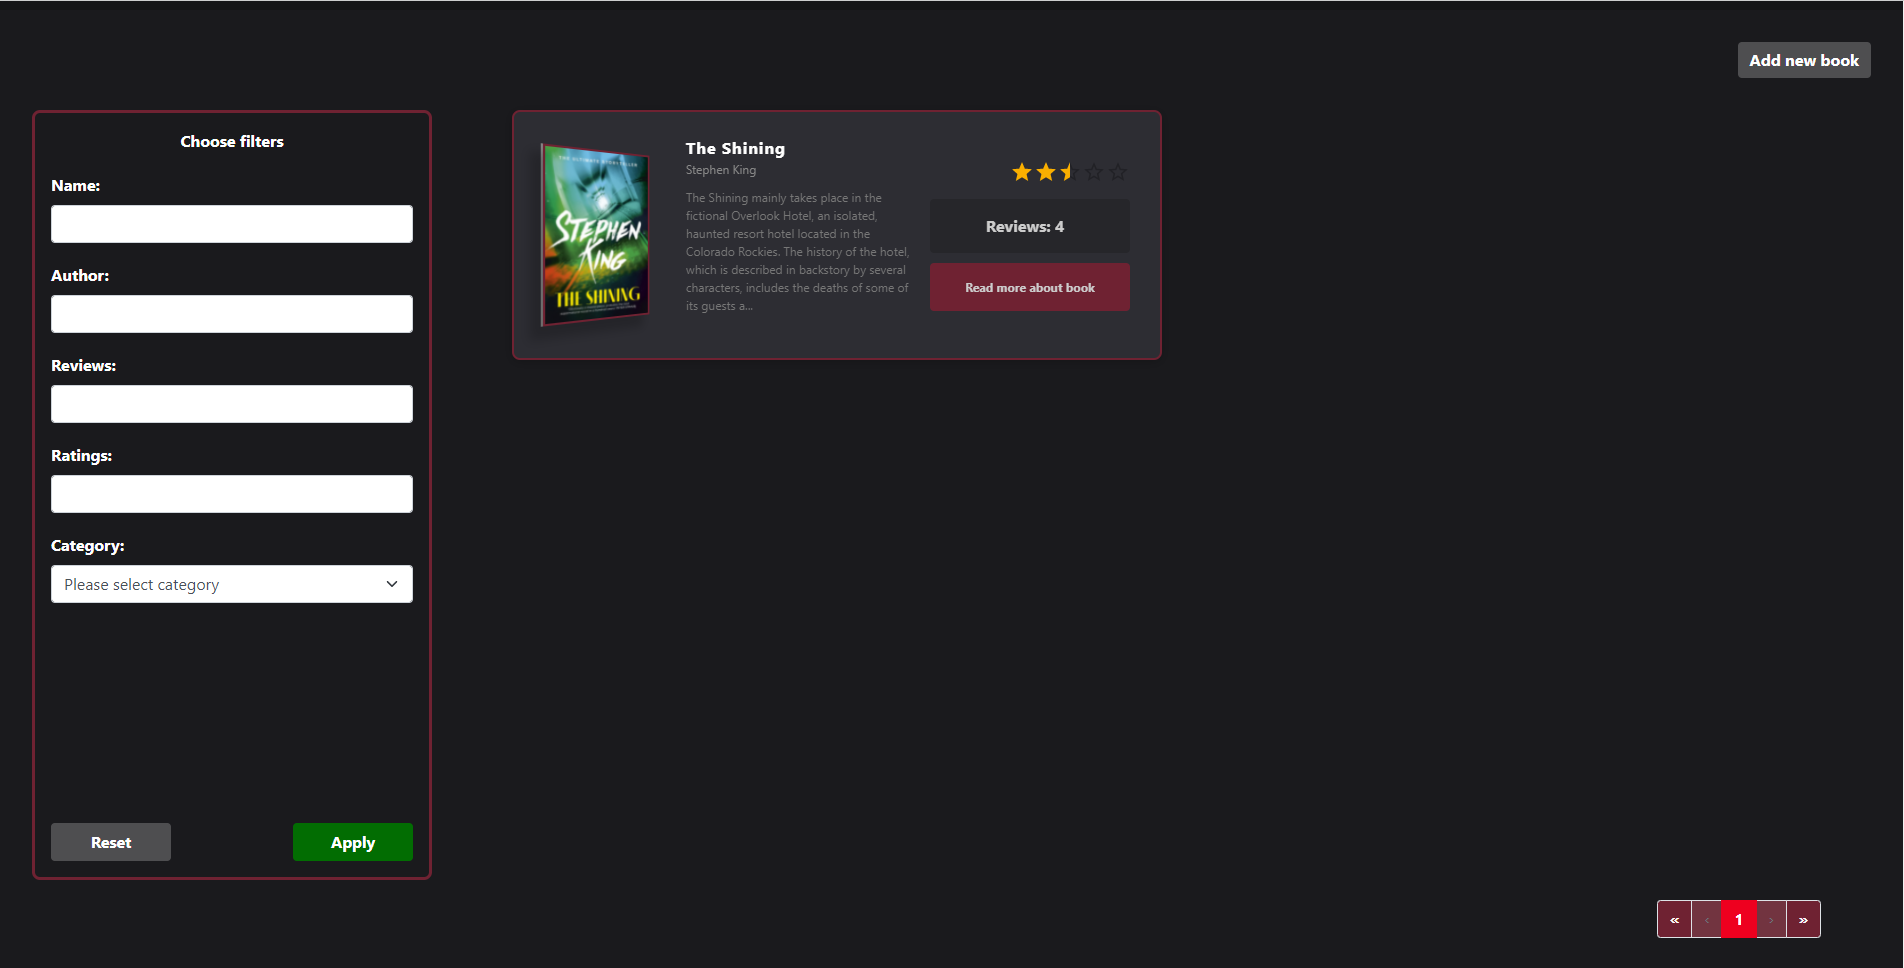 Add new book
Choose filters
Name:
Author:
Reviews:
Ratings:
Category:
Please select category
Reset
Apply
THE ULTIMATE STORYTELLER
STEPHEN
KING
THE SHINING
The Shining
Stephen King
The Shining mainly takes place in the
fictional Overlook Hotel, an isolated,
haunted resort hotel located in the
Colorado Rockies. The history of the hotel,
which is described in backstory by several
characters, includes the deaths of some of
its guests a...
Reviews: 4
Read more about book
« ‹ 1 › »